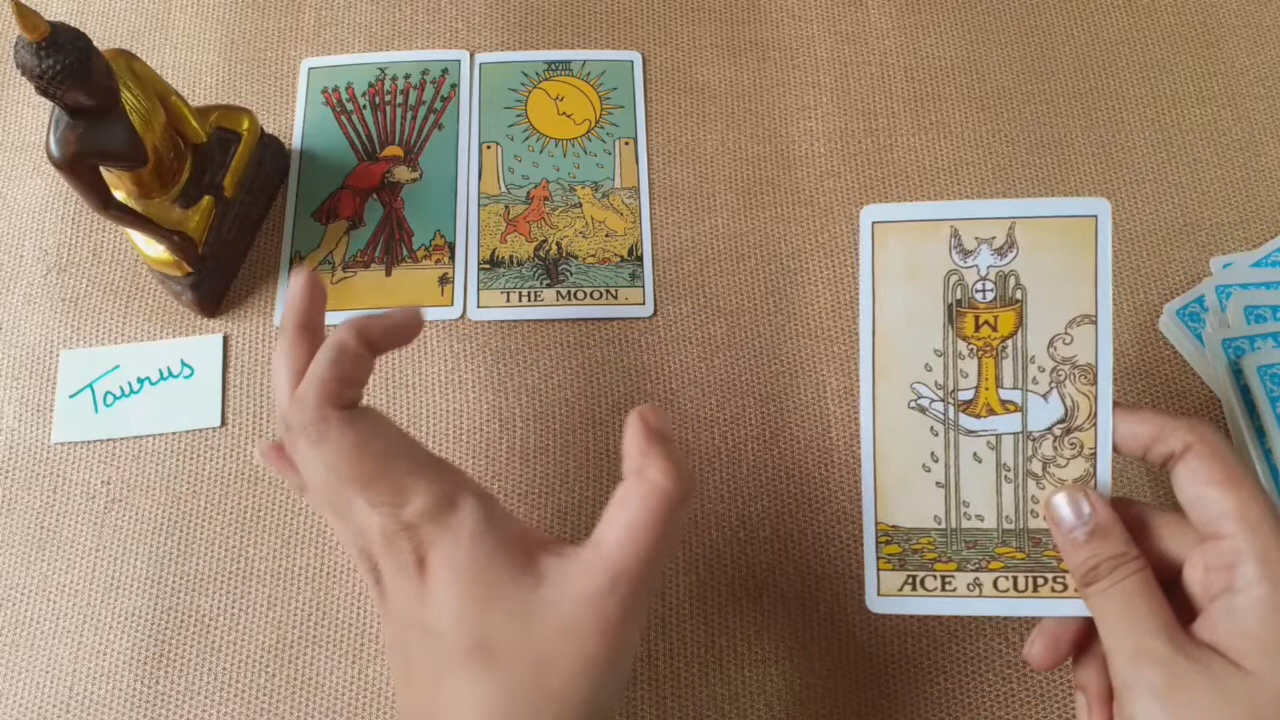 X
XVIII
THE MOON.
Taurus
W
ACE of CUPS.